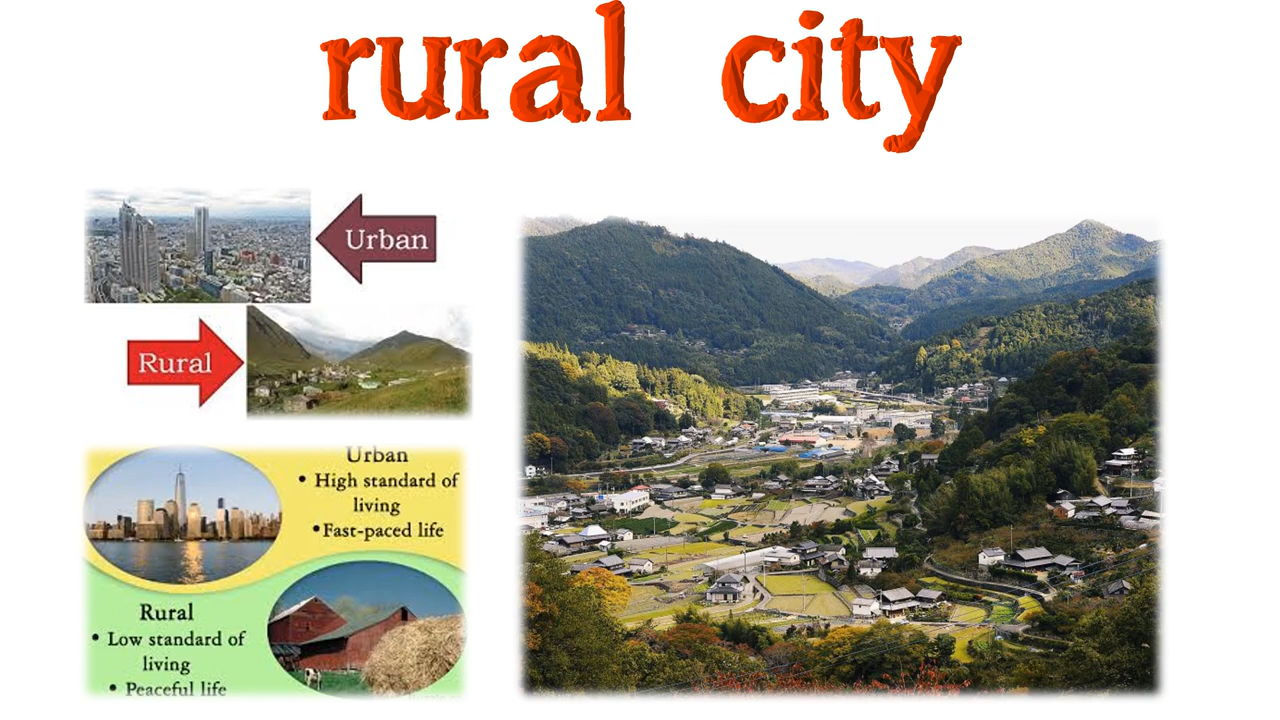 rural city
Urban
Rural
Urban
• High standard of
living
• Fast-paced life
Rural
• Low standard of
living
• Peaceful life